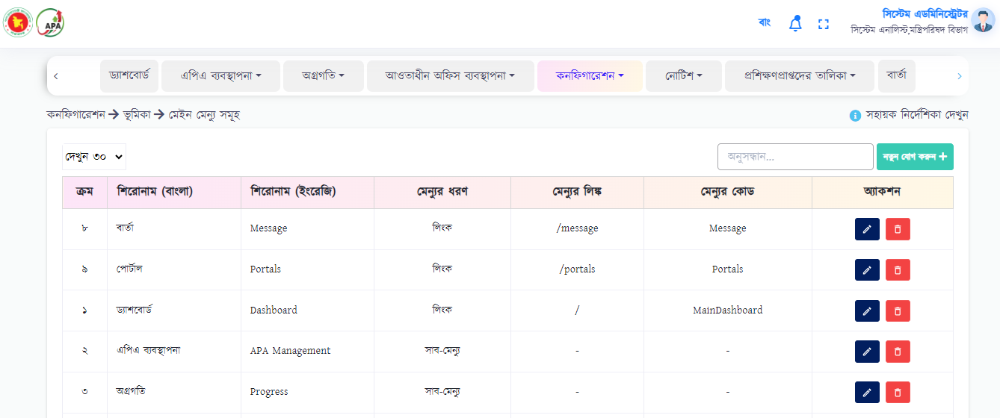 APA
বাং
সিস্টেম এডমিনিস্ট্রেটর
সিস্টেম এনালিস্ট,মন্ত্রিপরিষদ বিভাগ
ড্যাশবোর্ড এপিএ ব্যবস্থাপনা অগ্রগতি আওতাধীন অফিস ব্যবস্থাপনা কনফিগারেশন নোটিশ প্রশিক্ষণপ্রাপ্তদের তালিকা বার্তা
কনফিগারেশন → ভূমিকা → মেইন মেন্যু সমূহ
সহায়ক নির্দেশিকা দেখুন
দেখুন ৩০
অনুসন্ধান...
নতুন যোগ করুন +
ক্রম শিরোনাম (বাংলা) শিরোনাম (ইংরেজি) মেন্যুর ধরণ মেন্যুর লিঙ্ক মেন্যুর কোড অ্যাকশন
৮ বার্তা Message লিংক /message Message
৯ পোর্টাল Portals লিংক /portals Portals
১ ড্যাশবোর্ড Dashboard লিংক / MainDashboard
২ এপিএ ব্যবস্থাপনা APA Management সাব-মেন্যু - -
৩ অগ্রগতি Progress সাব-মেন্যু - -